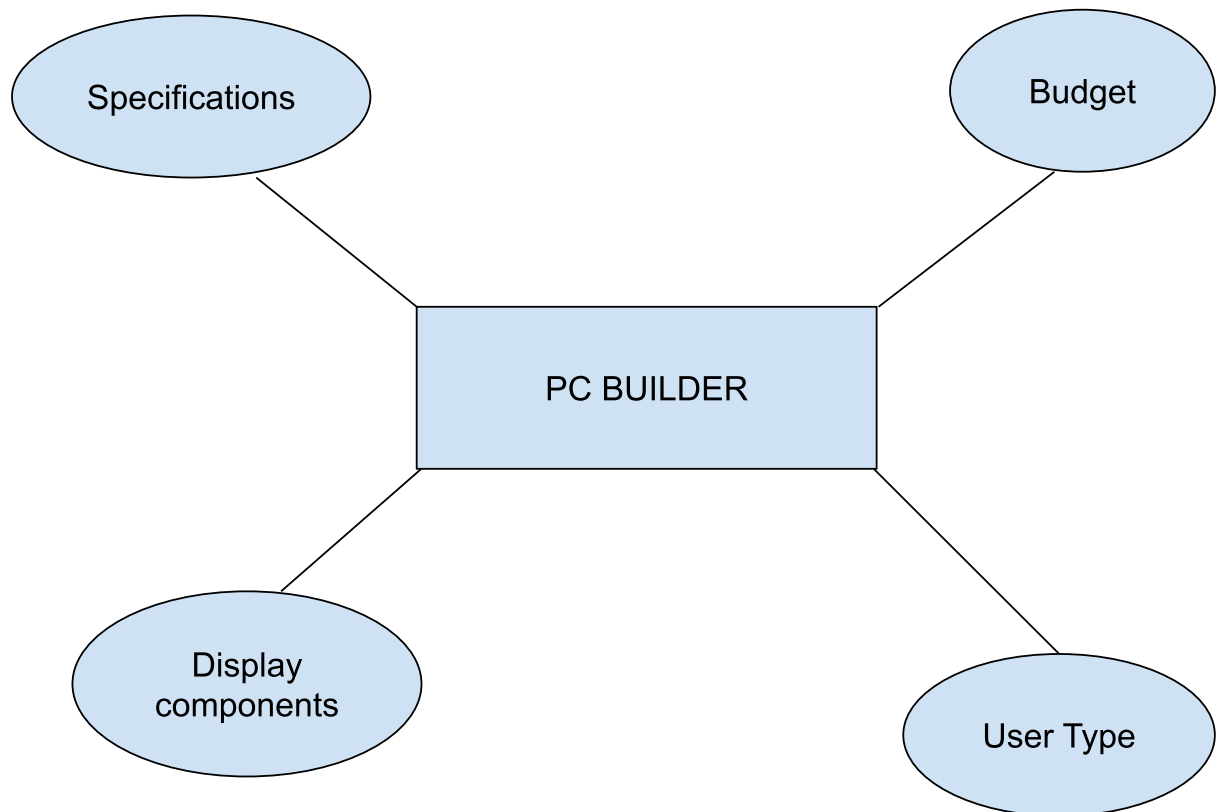 Specifications
Budget
PC BUILDER
Display
components
User Type